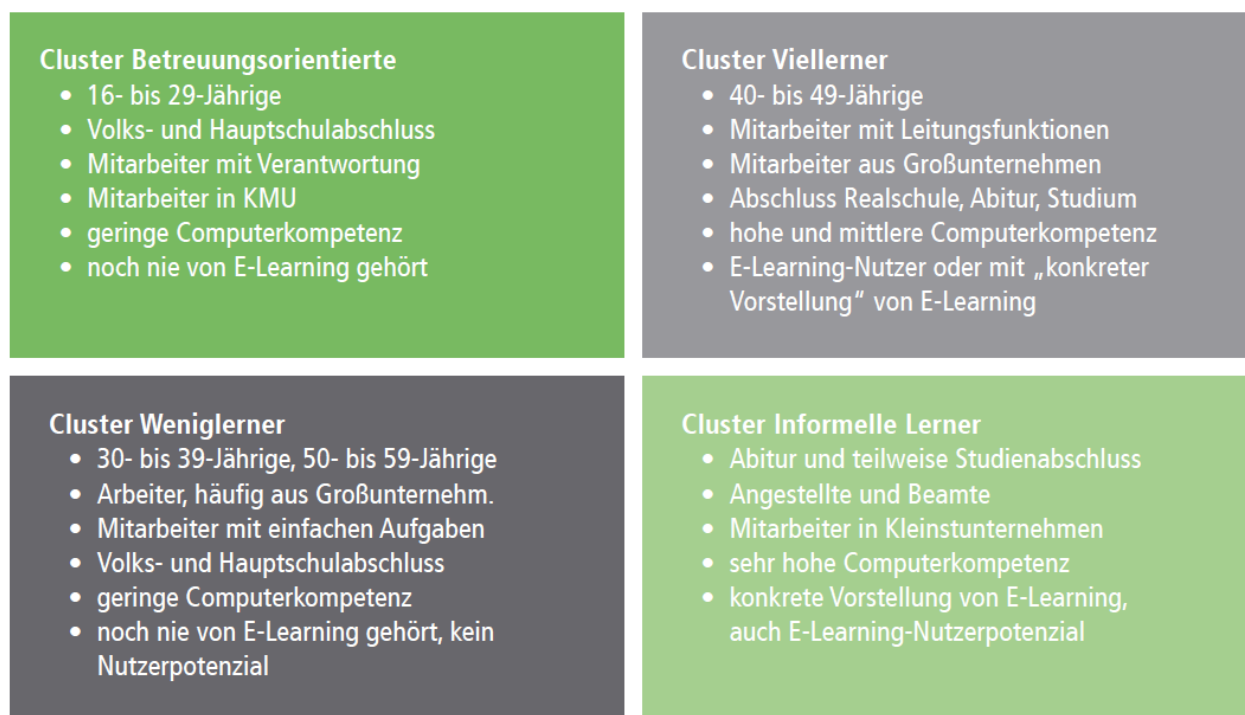 Cluster Betreuungsorientierte
• 16- bis 29-Jährige
• Volks- und Hauptschulabschluss
• Mitarbeiter mit Verantwortung
• Mitarbeiter in KMU
• geringe Computerkompetenz
• noch nie von E-Learning gehört
Cluster Viellerner
• 40- bis 49-Jährige
• Mitarbeiter mit Leitungsfunktionen
• Mitarbeiter aus Großunternehmen
• Abschluss Realschule, Abitur, Studium
• hohe und mittlere Computerkompetenz
• E-Learning-Nutzer oder mit „konkreter
Vorstellung“ von E-Learning
Cluster Weniglerner
• 30- bis 39-Jährige, 50- bis 59-Jährige
• Arbeiter, häufig aus Großunternehm.
• Mitarbeiter mit einfachen Aufgaben
• Volks- und Hauptschulabschluss
• geringe Computerkompetenz
• noch nie von E-Learning gehört, kein
Nutzerpotenzial
Cluster Informelle Lerner
• Abitur und teilweise Studienabschluss
• Angestellte und Beamte
• Mitarbeiter in Kleinstunternehmen
• sehr hohe Computerkompetenz
• konkrete Vorstellung von E-Learning,
auch E-Learning-Nutzerpotenzial